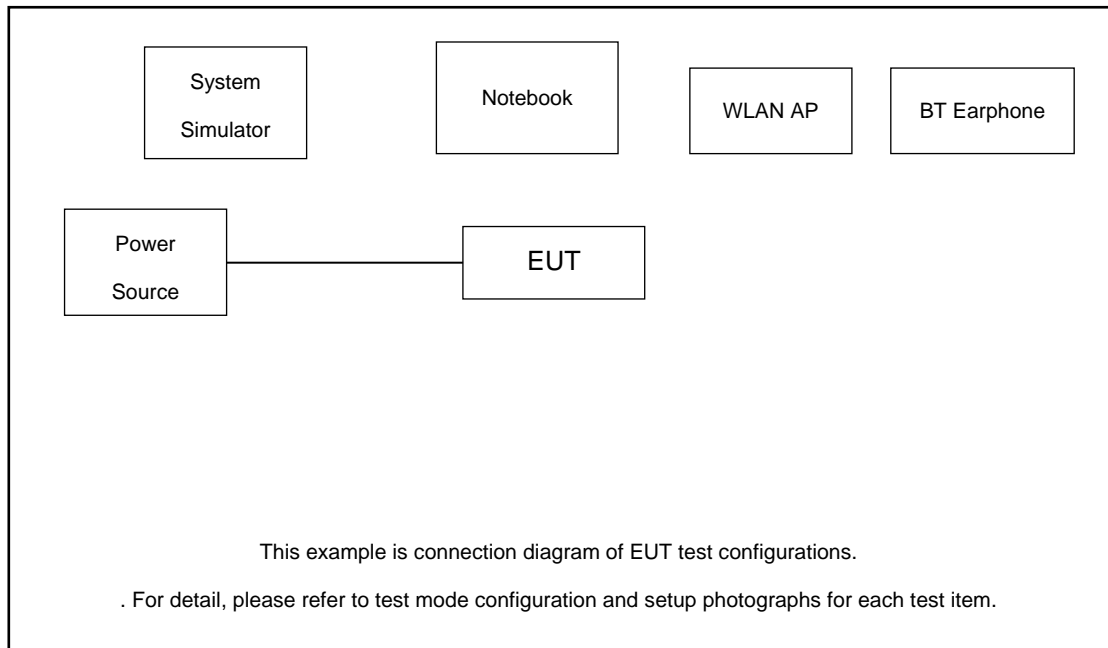 System
Simulator
Notebook
WLAN AP
BT Earphone
Power
Source
EUT
This example is connection diagram of EUT test configurations.
. For detail, please refer to test mode configuration and setup photographs for each test item.